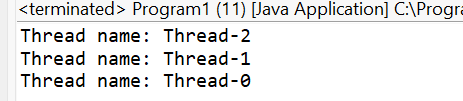 <terminated> Program1 (11) [Java Application] C:\Progra
Thread name: Thread-2
Thread name: Thread-1
Thread name: Thread-0